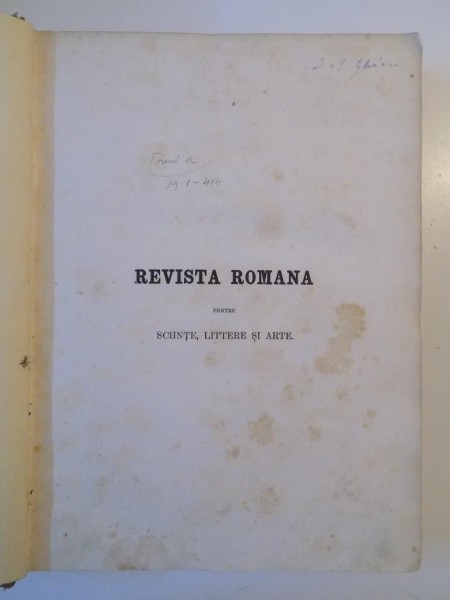 REVISTA ROMANA
PENTRU
SCIINȚE, LITTERE ȘI ARTE.